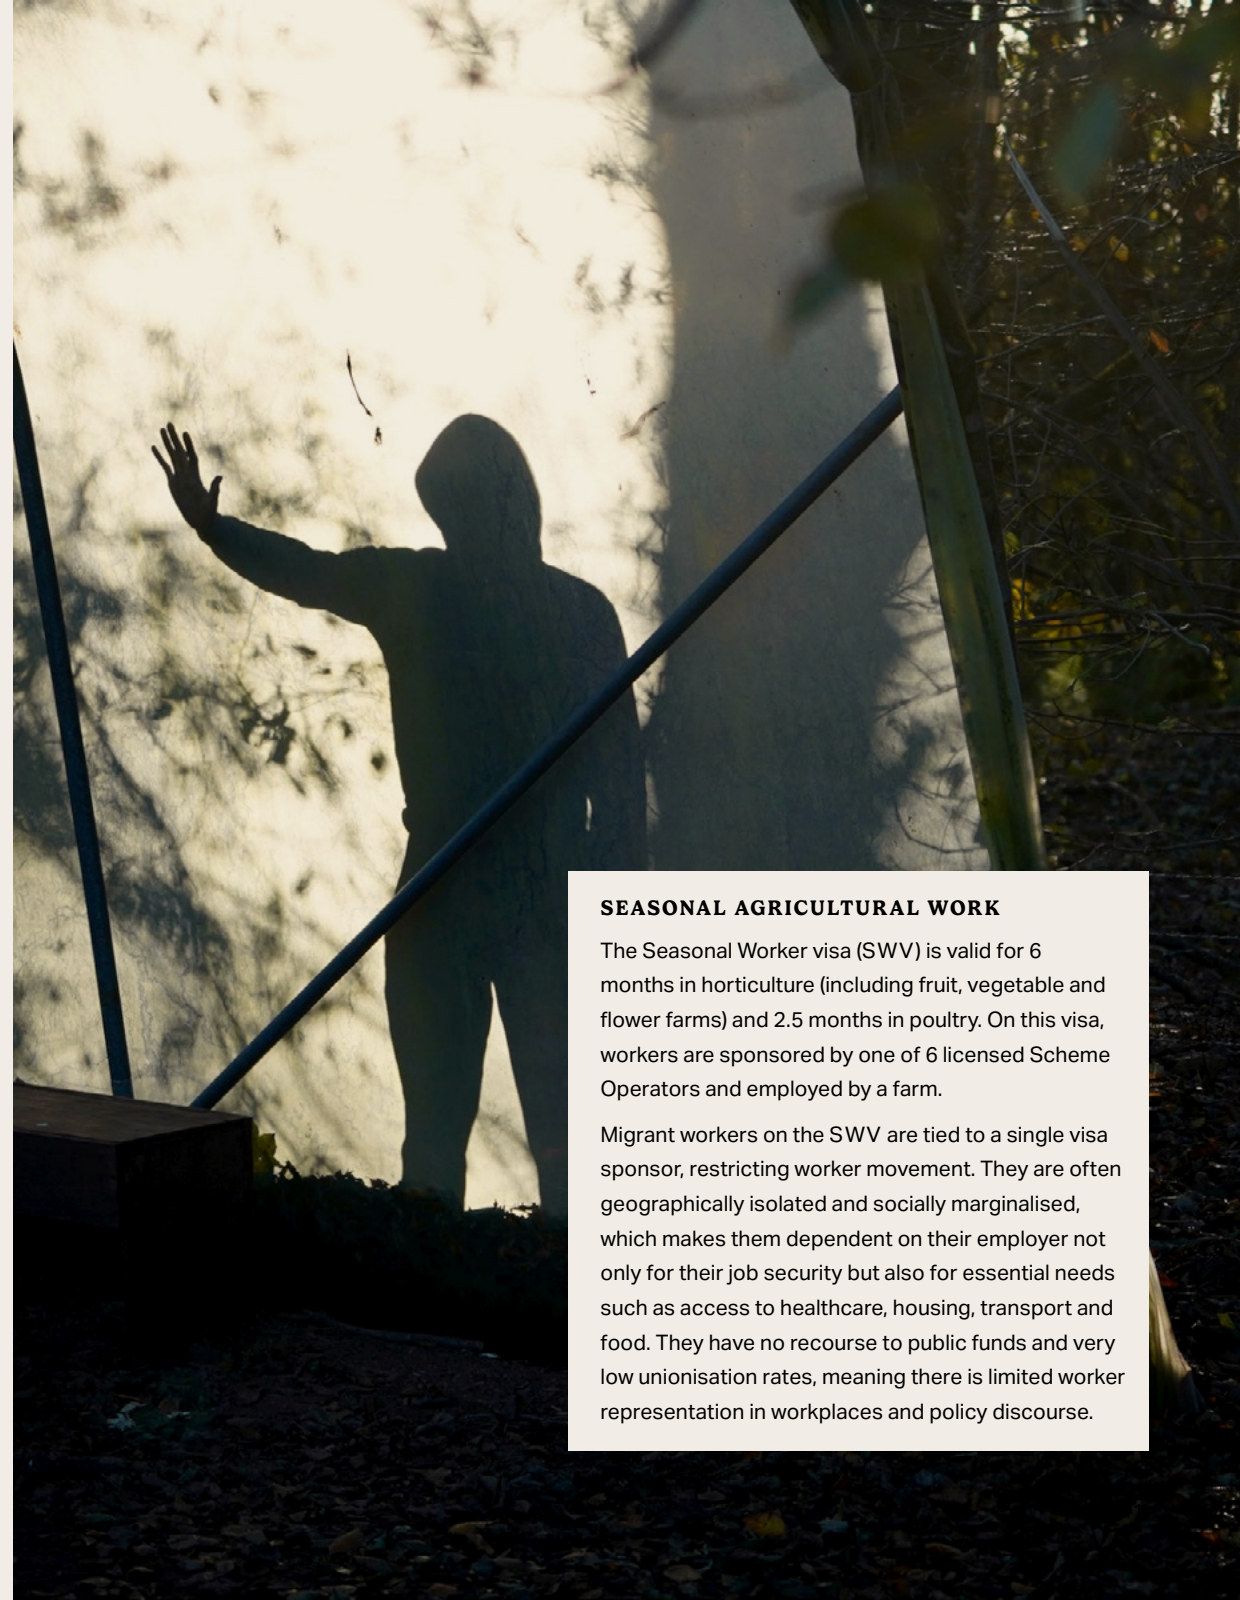 SEASONAL AGRICULTURAL WORK
The Seasonal Worker visa (SWV) is valid for 6
months in horticulture (including fruit, vegetable and
flower farms) and 2.5 months in poultry. On this visa,
workers are sponsored by one of 6 licensed Scheme
Operators and employed by a farm.
Migrant workers on the SWV are tied to a single visa
sponsor, restricting worker movement. They are often
geographically isolated and socially marginalised,
which makes them dependent on their employer not
only for their job security but also for essential needs
such as access to healthcare, housing, transport and
food. They have no recourse to public funds and very
low unionisation rates, meaning there is limited worker
representation in workplaces and policy discourse.